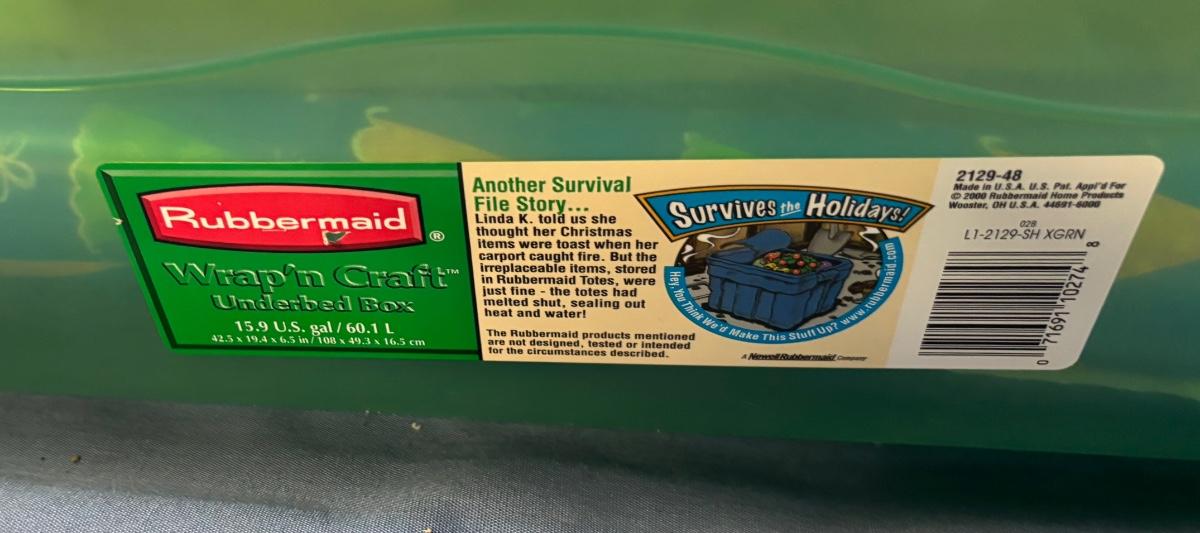 Rubbermaid®
Wrap'n Craft™
Underbed Box
15.9 U.S. gal / 60.1 L
42.5 x 19.4 x 6.5 in / 108 x 49.3 x 16.5 cm
Another Survival
File Story...
Linda K. told us she
thought her Christmas
items were toast when her
carport caught fire. But the
irreplaceable items, stored
in Rubbermaid Totes, were
just fine - the totes had
melted shut, sealing out
heat and water!
The Rubbermaid products mentioned
are not designed, tested or intended
for the circumstances described.
Survives the Holidays!
Hey, You Think We'd Make This Stuff Up? www.rubbermaid.com
A Newell Rubbermaid Company
2129-48
Made in U.S.A. U.S. Pat. Appl'd For
© 2000 Rubbermaid Home Products
Wooster, OH U.S.A. 44691-6000
028
L1-2129-SH XGRN
0 71691 10274 8